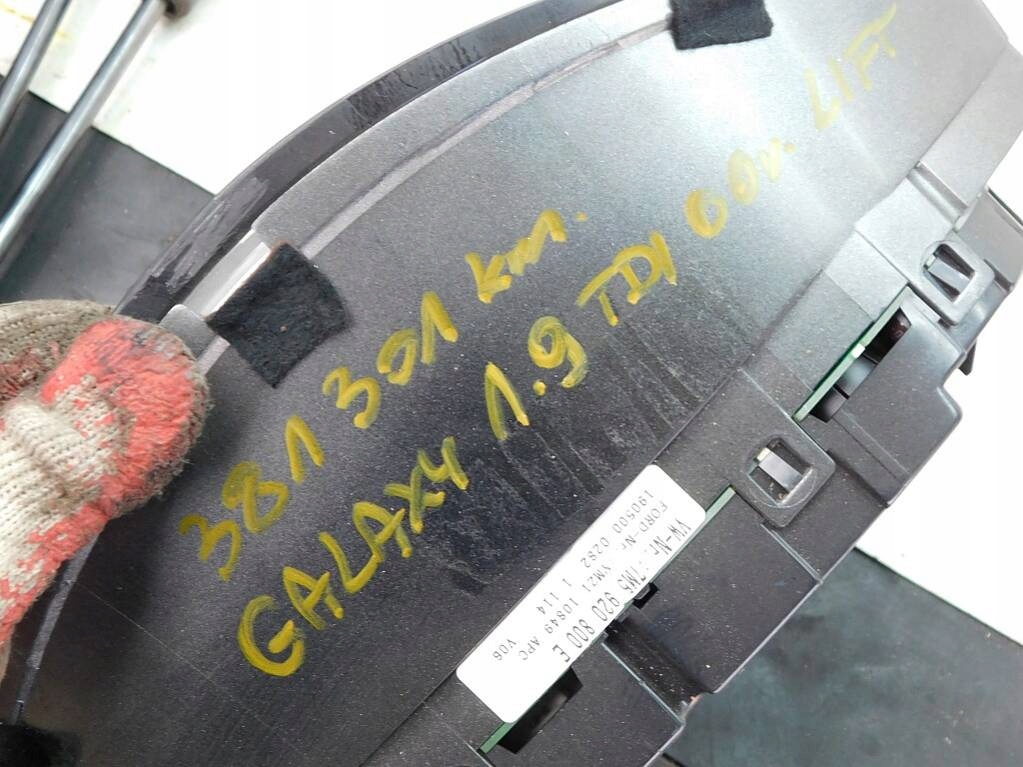 381 301 km.
GALAXY 1.9 TDI 00r. LIFT
VW-Nr.:7M5 920 800 E
FORD-Nr. YM21 10849 APC
190500 0282 1 114 V06